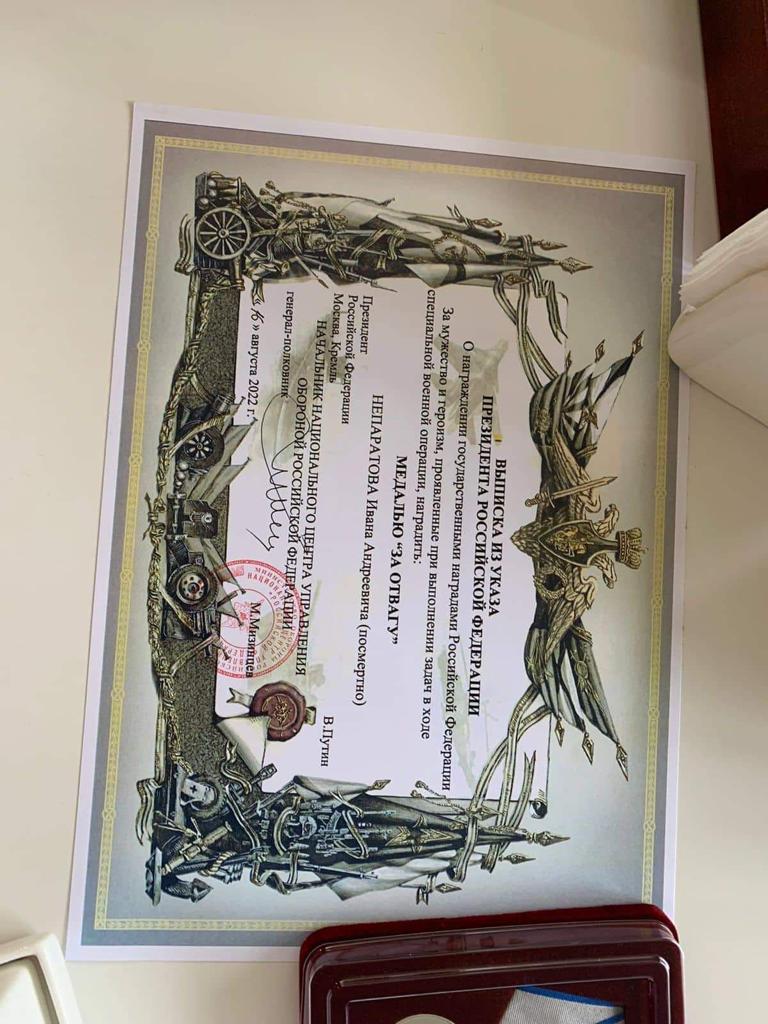 ВЫПИСКА ИЗ УКАЗА
ПРЕЗИДЕНТА РОССИЙСКОЙ ФЕДЕРАЦИИ
О награждении государственными наградами Российской Федерации
За мужество и героизм, проявленные при выполнении задач в ходе
специальной военной операции, наградить:
МЕДАЛЬЮ “ЗА ОТВАГУ”
НЕПАРАТОВА Ивана Андреевича (посмертно)
Президент
Российской Федерации
В.Путин
Москва, Кремль
НАЧАЛЬНИК НАЦИОНАЛЬНОГО ЦЕНТРА УПРАВЛЕНИЯ
ОБОРОНОЙ РОССИЙСКОЙ ФЕДЕРАЦИИ
генерал-полковник
М.Мизинцев
« 16 » августа 2022 г.